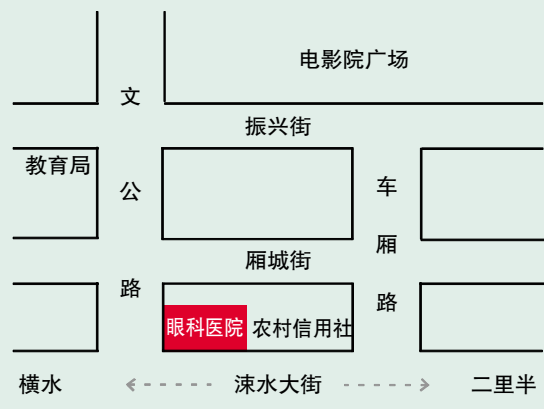 电影院广场
振兴街
教育局
文公路
车厢路
厢城街
眼科医院
农村信用社
横水
涑水大街
二里半